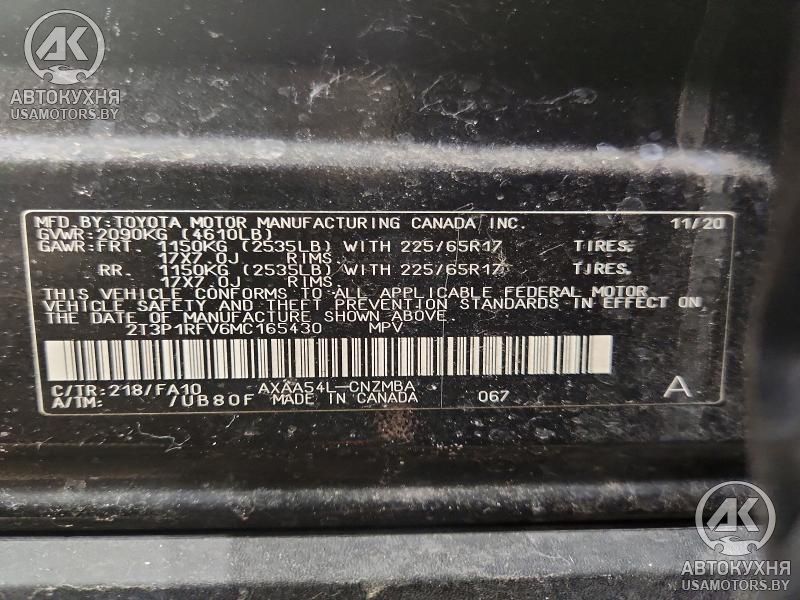 AK
АВТОКУХНЯ
USAMOTORS.BY
MFD.BY:TOYOTA MOTOR MANUFACTURING CANADA INC. 11/20
GVWR:2090KG (4610LB)
GAWR:FRT. 1150KG (2535LB) WITH 225/65R17 TIRES,
17X7.0J RIMS
RR. 1150KG (2535LB) WITH 225/65R17 TIRES,
17X7.0J RIMS
THIS VEHICLE CONFORMS TO ALL APPLICABLE FEDERAL MOTOR
VEHICLE SAFETY AND THEFT PREVENTION STANDARDS IN EFFECT ON
THE DATE OF MANUFACTURE SHOWN ABOVE.
2T3P1RFV6MC165430 MPV
C/TR:218/FA10 AXAA54L-CNZMBA A
A/TM: /UB80F MADE IN CANADA 067
AK
АВТОКУХНЯ
USAMOTORS.BY